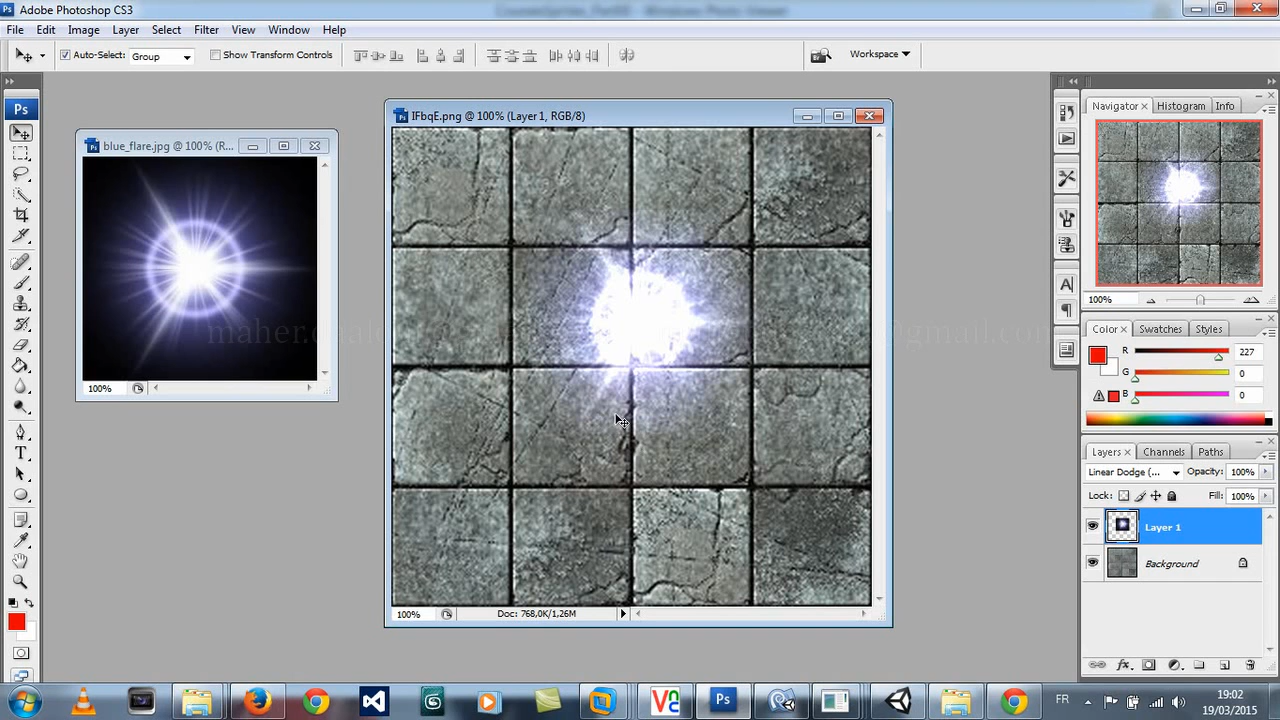 Adobe Photoshop CS3
File Edit Image Layer Select Filter View Window Help
Auto-Select: Group Show Transform Controls Workspace
Ps
blue_flare.jpg @ 100% (R...
100%
IFbqE.png @ 100% (Layer 1, RGB/8)
100% Doc: 768,0K/1,26M
Navigator Histogram Info
100%
Color Swatches Styles
R 227
G 0
B 0
Layers Channels Paths
Linear Dodge (... Opacity: 100%
Lock: Fill: 100%
Layer 1
Background
FR 19:02
19/03/2015